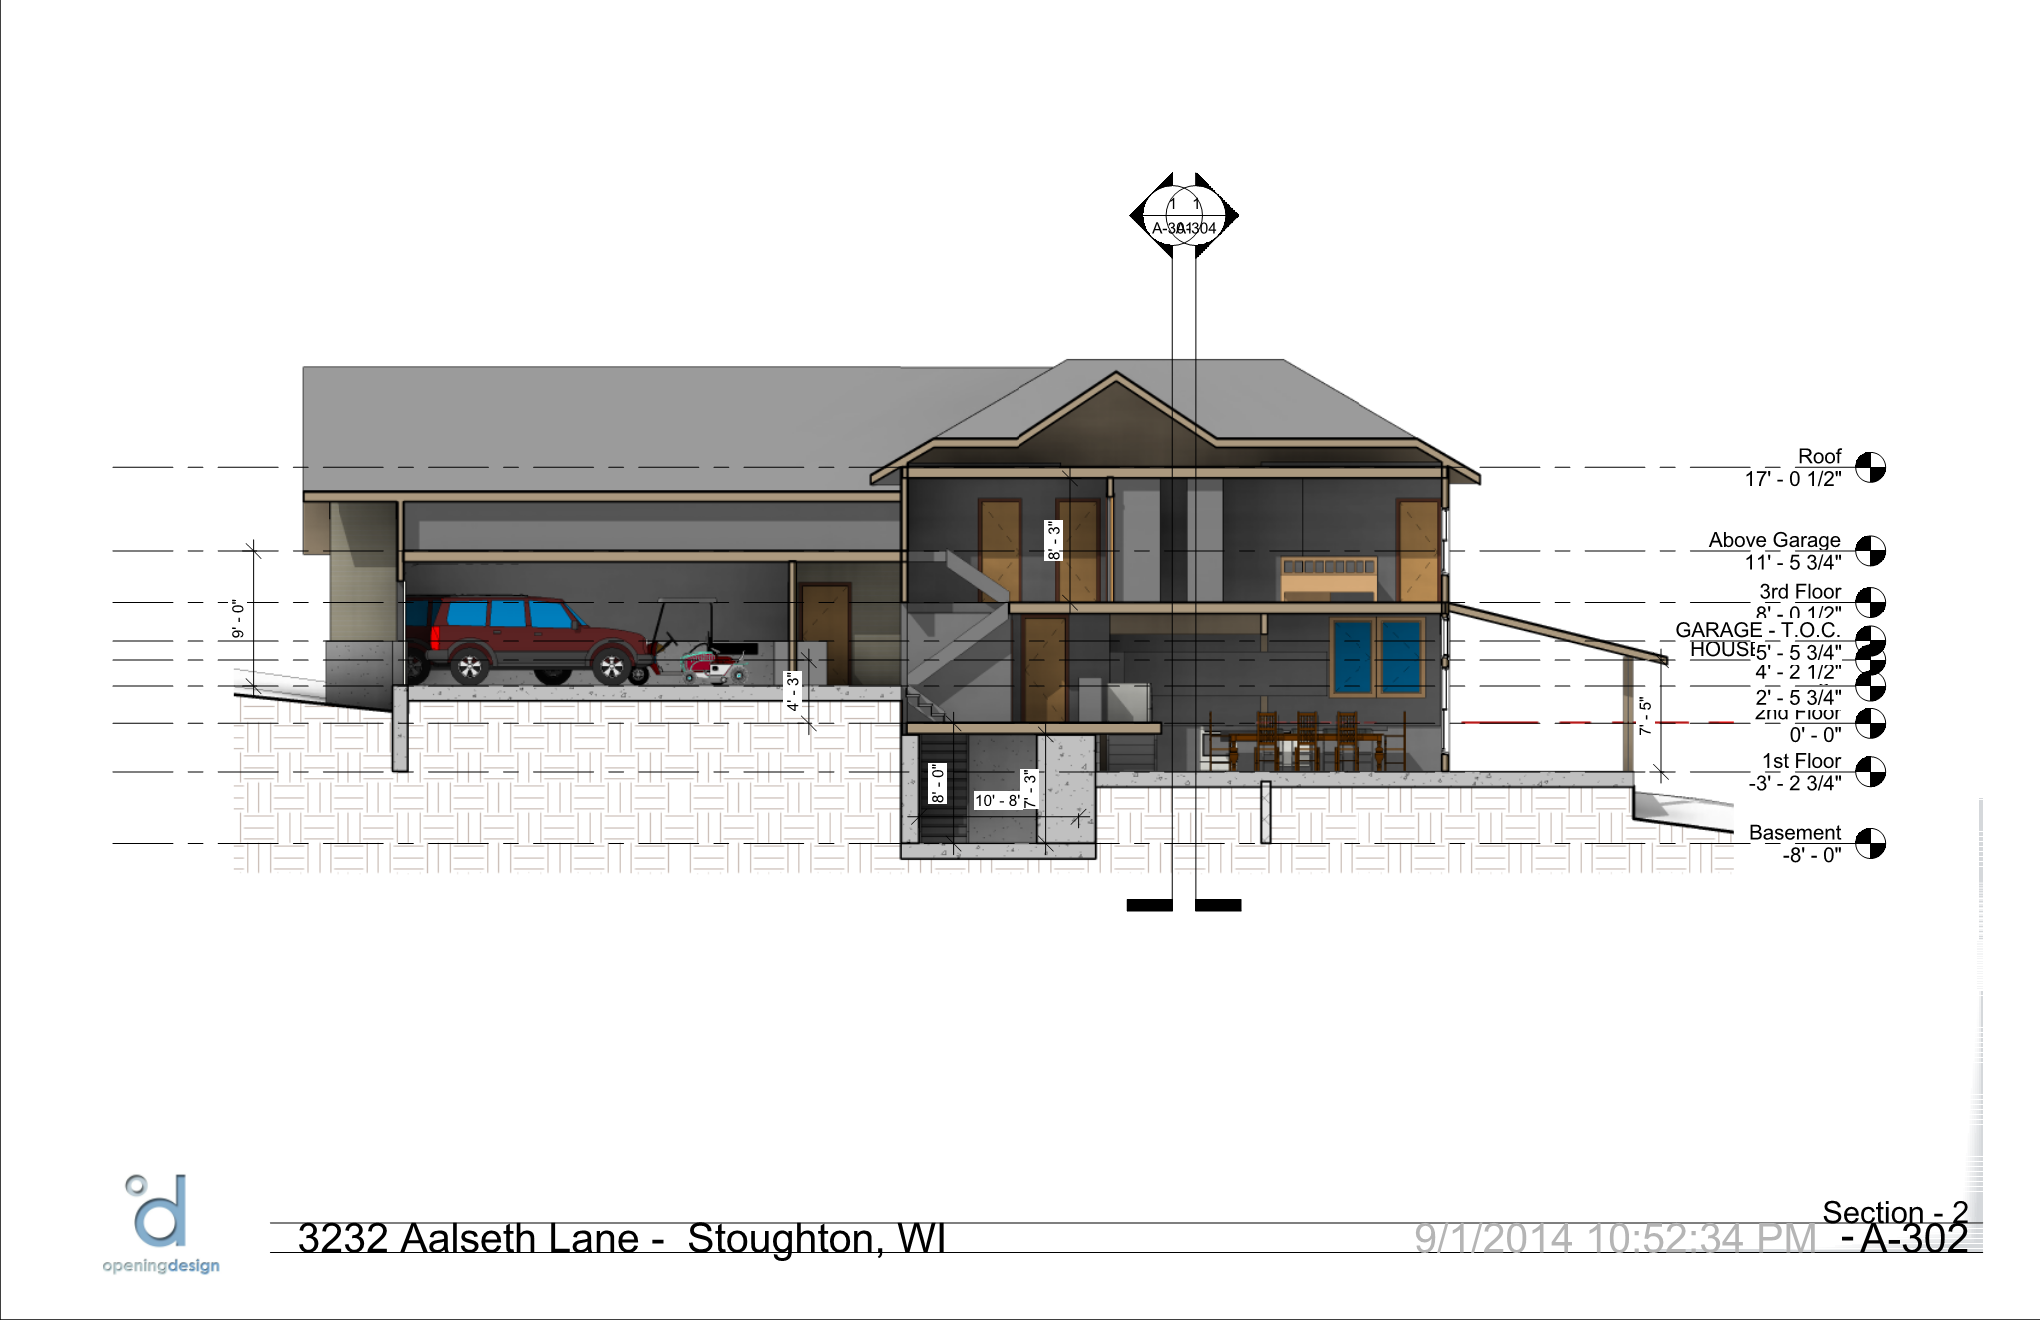 1 1
A-301 A-304
Roof
17' - 0 1/2"
Above Garage
11' - 5 3/4"
3rd Floor
8' - 0 1/2"
GARAGE - T.O.C.
5' - 5 3/4"
HOUSE
4' - 2 1/2"
2' - 5 3/4"
2nd Floor
0' - 0"
1st Floor
-3' - 2 3/4"
Basement
-8' - 0"
9' - 0"
8' - 3"
4' - 3"
7' - 5"
8' - 0"
10' - 8"
7' - 3"
openingdesign
3232 Aalseth Lane - Stoughton, WI
9/1/2014 10:52:34 PM
Section - 2
- A-302